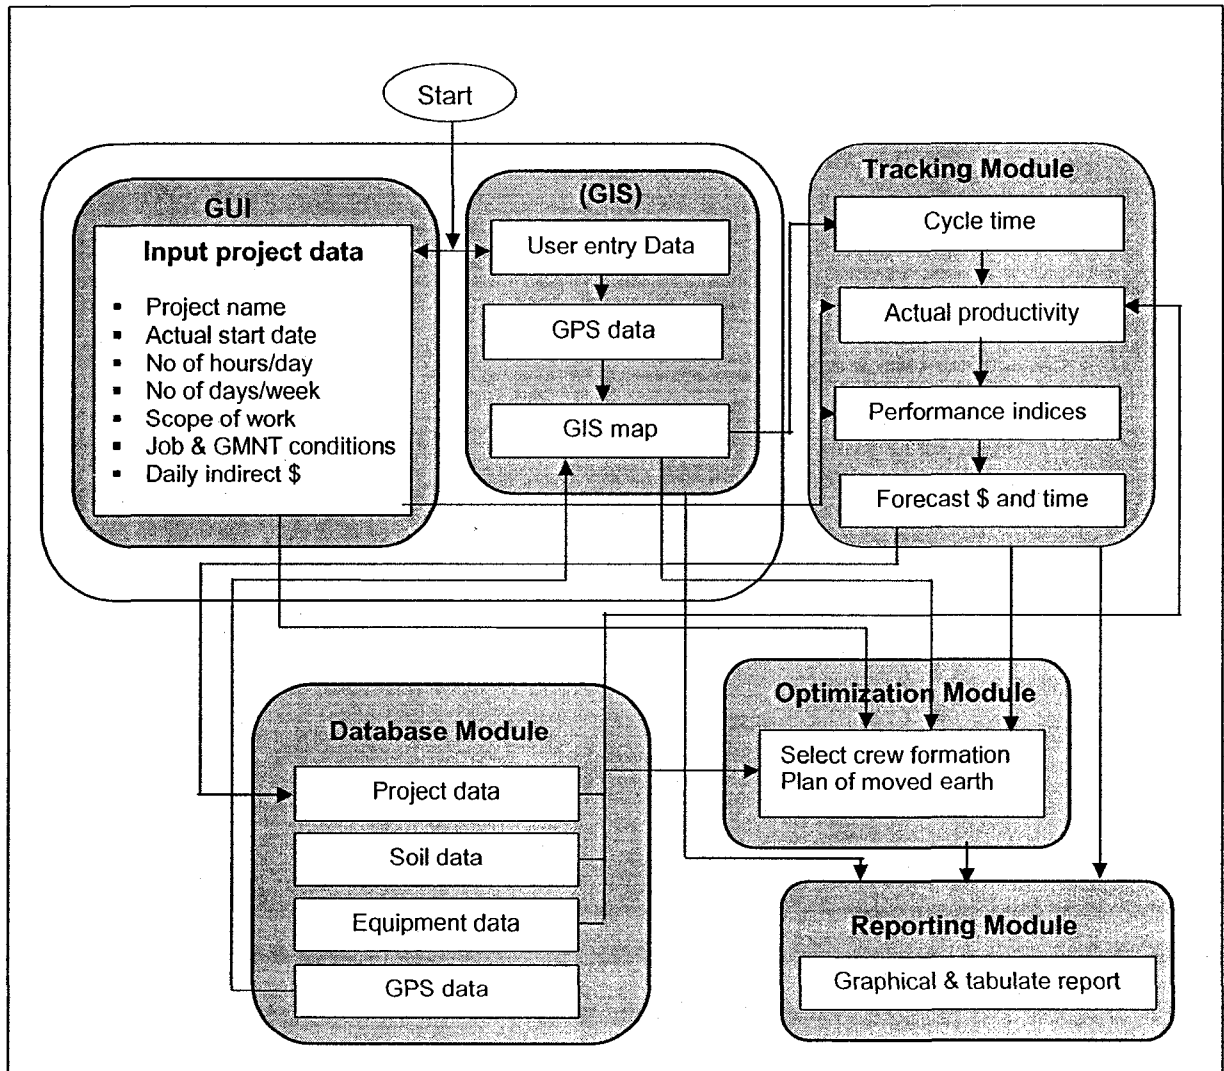 Start
GUI
Input project data
▪ Project name
▪ Actual start date
▪ No of hours/day
▪ No of days/week
▪ Scope of work
▪ Job & GMNT conditions
▪ Daily indirect $
(GIS)
User entry Data
GPS data
GIS map
Tracking Module
Cycle time
Actual productivity
Performance indices
Forecast $ and time
Database Module
Project data
Soil data
Equipment data
GPS data
Optimization Module
Select crew formation
Plan of moved earth
Reporting Module
Graphical & tabulate report